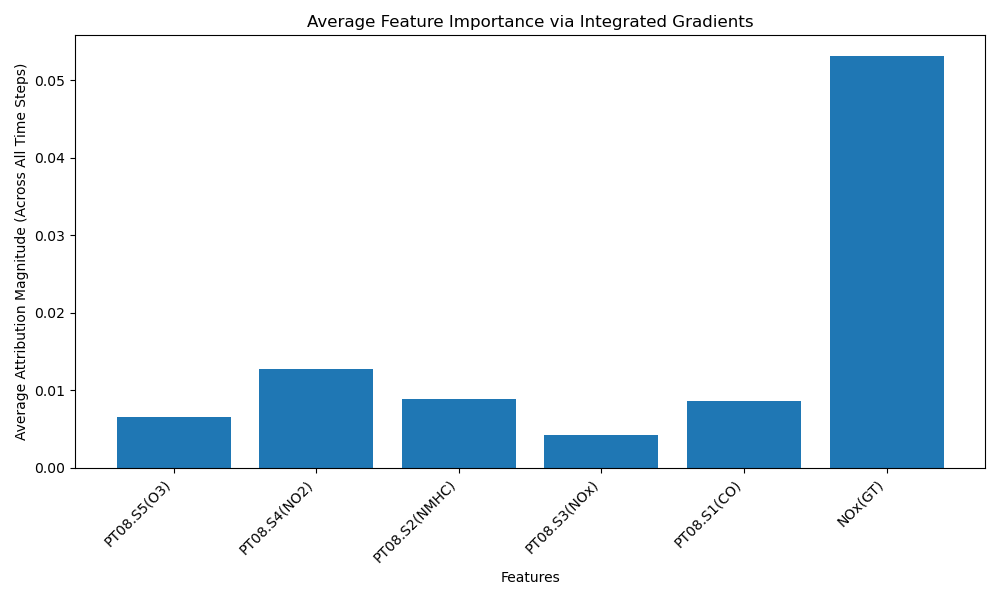 Average Feature Importance via Integrated Gradients
Average Attribution Magnitude (Across All Time Steps)
0.05
0.04
0.03
0.02
0.01
0.00
PT08.S5(O3)
PT08.S4(NO2)
PT08.S2(NMHC)
PT08.S3(NOx)
PT08.S1(CO)
NOx(GT)
Features